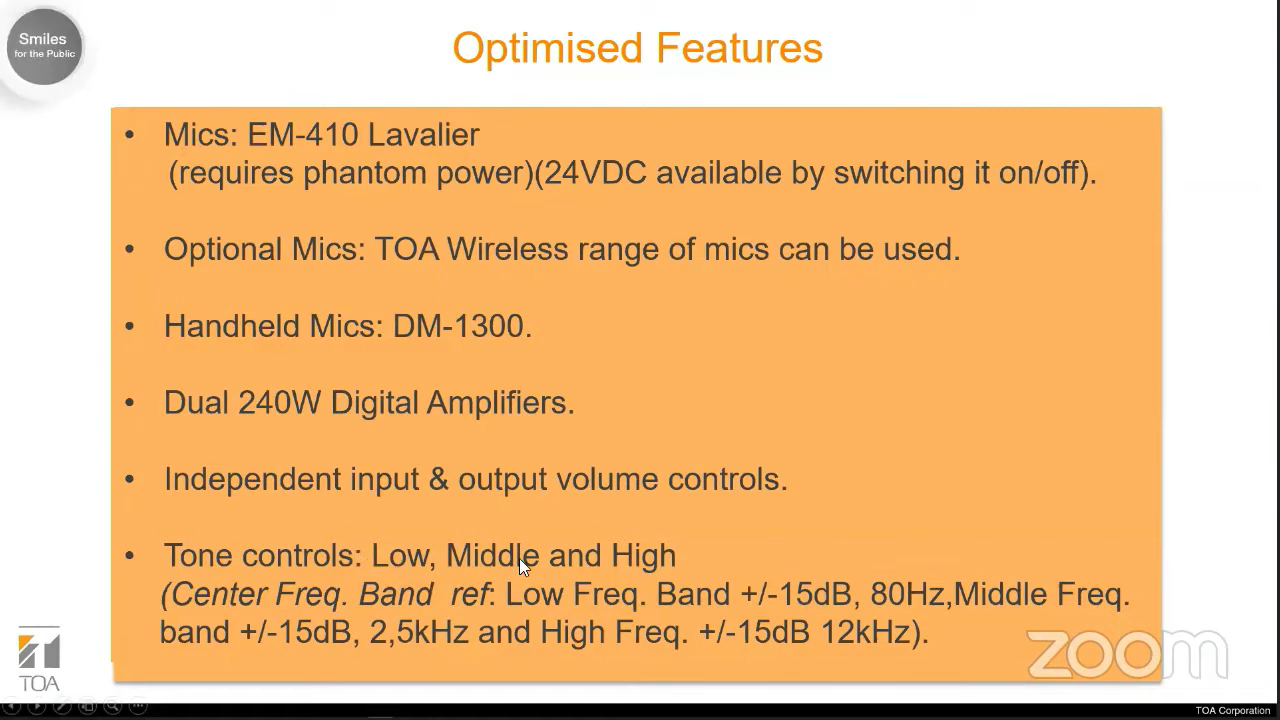 Smiles
for the Public
Optimised Features
• Mics: EM-410 Lavalier
(requires phantom power)(24VDC available by switching it on/off).
• Optional Mics: TOA Wireless range of mics can be used.
• Handheld Mics: DM-1300.
• Dual 240W Digital Amplifiers.
• Independent input & output volume controls.
• Tone controls: Low, Middle and High
(Center Freq. Band ref: Low Freq. Band +/-15dB, 80Hz,Middle Freq.
band +/-15dB, 2,5kHz and High Freq. +/-15dB 12kHz).
TOA
zoom
TOA Corporation